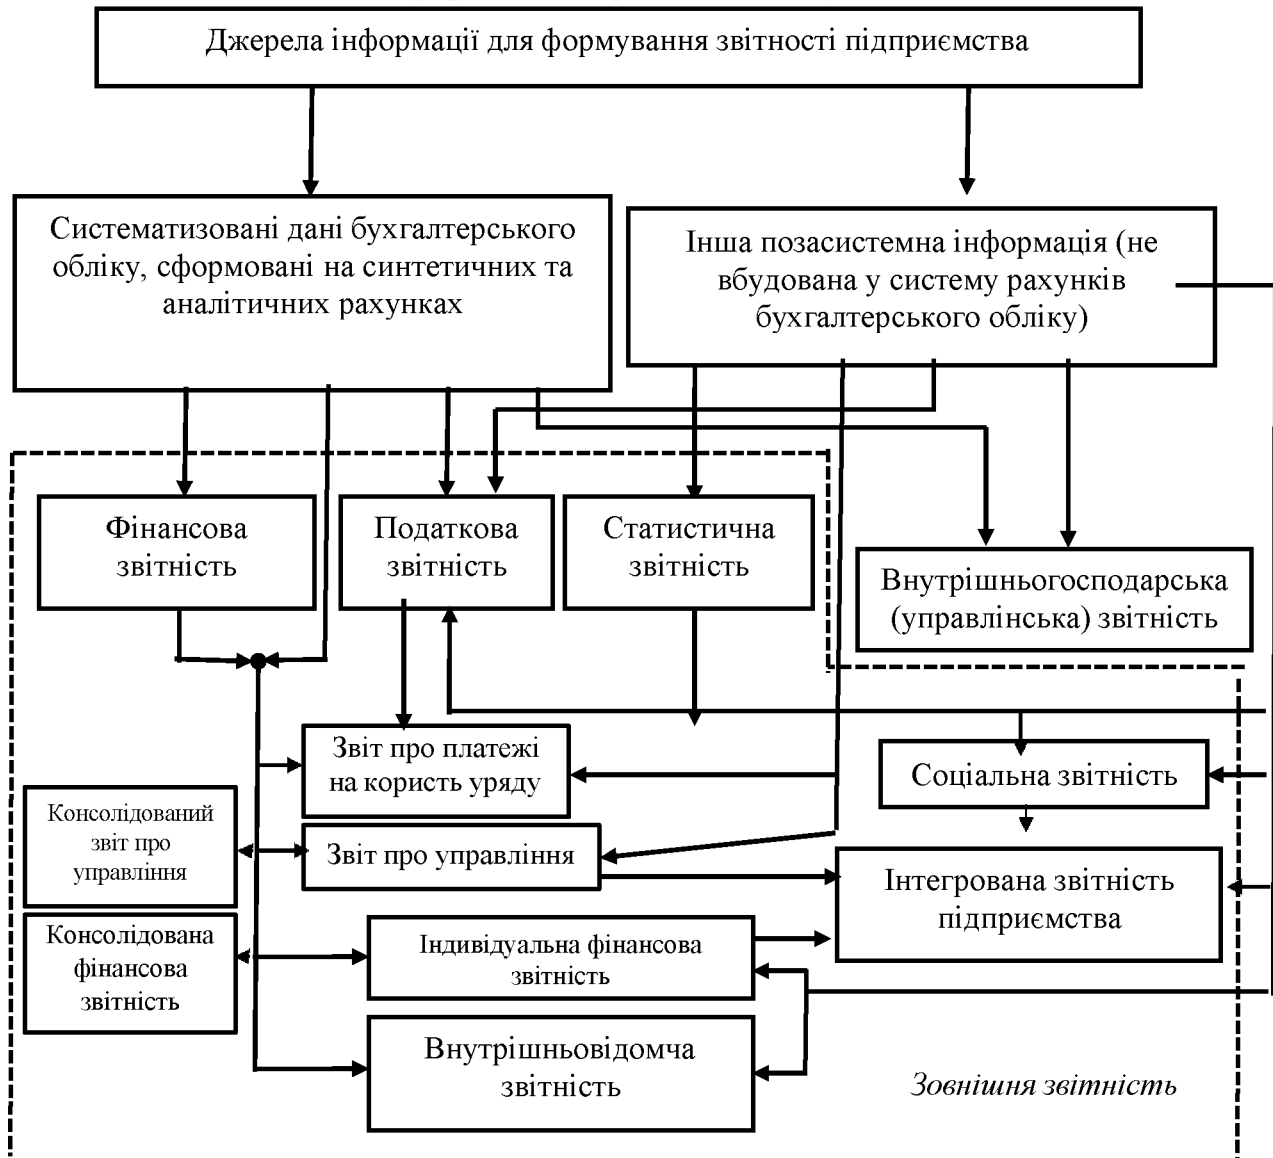 Джерела інформації для формування звітності підприємства
Систематизовані дані бухгалтерського
обліку, сформовані на синтетичних та
аналітичних рахунках
Інша позасистемна інформація (не
вбудована у систему рахунків
бухгалтерського обліку)
Фінансова
звітність
Податкова
звітність
Статистична
звітність
Внутрішньогосподарська
(управлінська) звітність
Звіт про платежі
на користь уряду
Соціальна звітність
Консолідований
звіт про
управління
Звіт про управління
Інтегрована звітність
підприємства
Консолідована
фінансова
звітність
Індивідуальна фінансова
звітність
Внутрішньовідомча
звітність
Зовнішня звітність